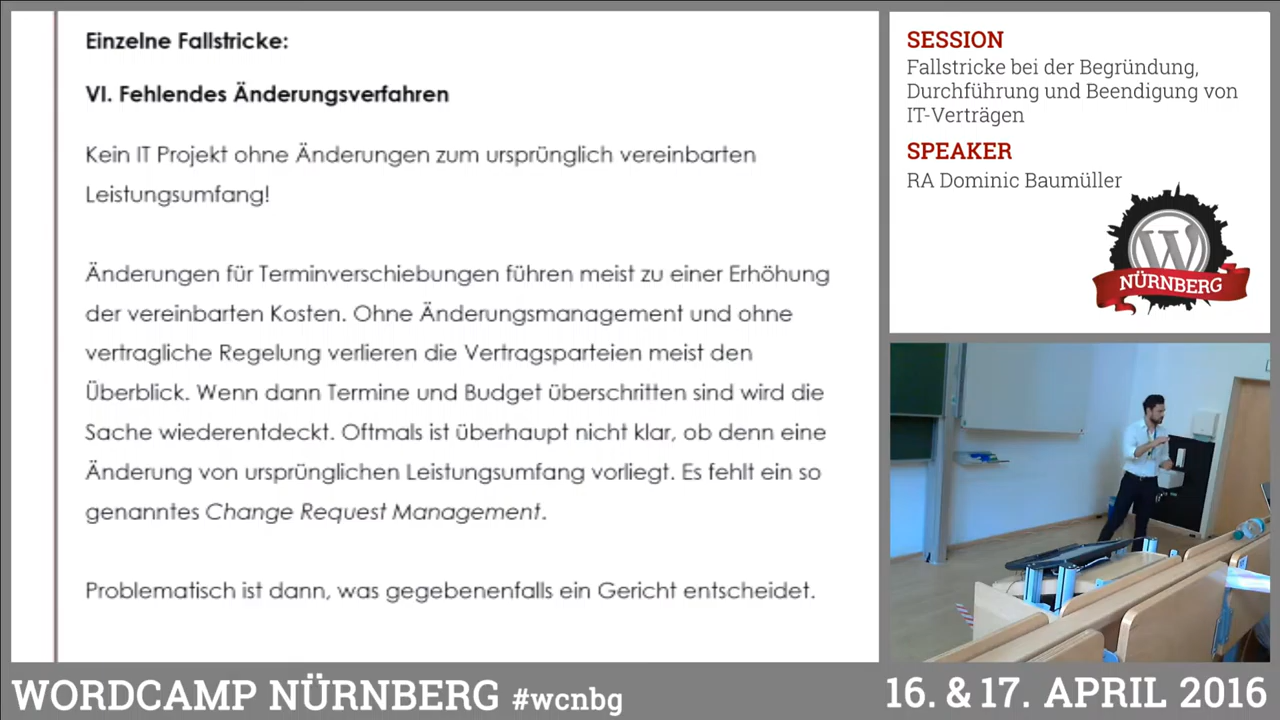 Einzelne Fallstricke:
VI. Fehlendes Änderungsverfahren
Kein IT Projekt ohne Änderungen zum ursprünglich vereinbarten
Leistungsumfang!
Änderungen für Terminverschiebungen führen meist zu einer Erhöhung
der vereinbarten Kosten. Ohne Änderungsmanagement und ohne
vertragliche Regelung verlieren die Vertragsparteien meist den
Überblick. Wenn dann Termine und Budget überschritten sind wird die
Sache wiederentdeckt. Oftmals ist überhaupt nicht klar, ob denn eine
Änderung von ursprünglichen Leistungsumfang vorliegt. Es fehlt ein so
genanntes Change Request Management.
Problematisch ist dann, was gegebenenfalls ein Gericht entscheidet.
SESSION
Fallstricke bei der Begründung,
Durchführung und Beendigung von
IT-Verträgen
SPEAKER
RA Dominic Baumüller
W
NÜRNBERG
WORDCAMP NÜRNBERG #wcnbg
16. & 17. APRIL 2016